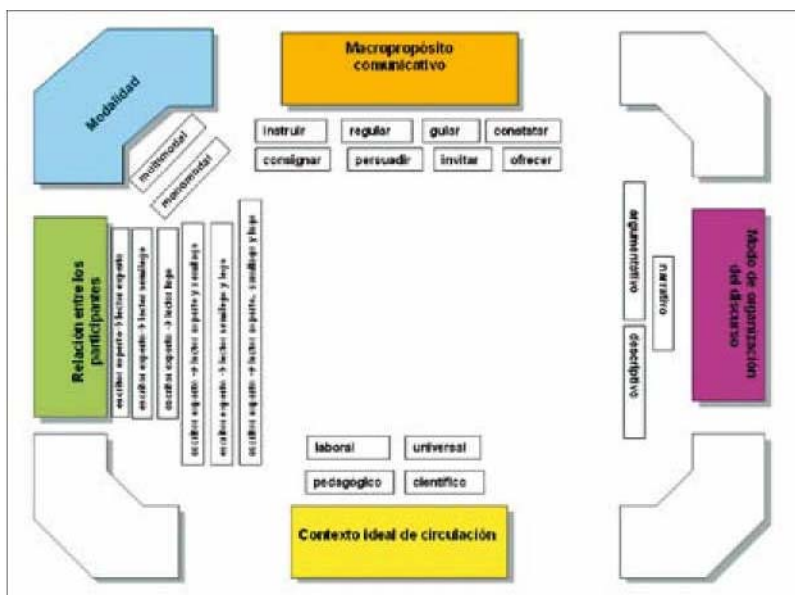 Macropropósito
comunicativo
Modalidad
multimodal
monomodal
instruir
regular
guiar
constatar
consignar
persuadir
invitar
ofrecer
Relación entre los
participantes
escritor experto -> lector experto
escritor experto -> lector semilego
escritor experto -> lector lego
escritor experto -> lector experto y semilego
escritor experto -> lector semilego y lego
escritor experto -> lector experto, semilego y lego
argumentativo
narrativo
descriptivo
Modo de organización
del discurso
laboral
universal
pedagógico
científico
Contexto ideal de circulación